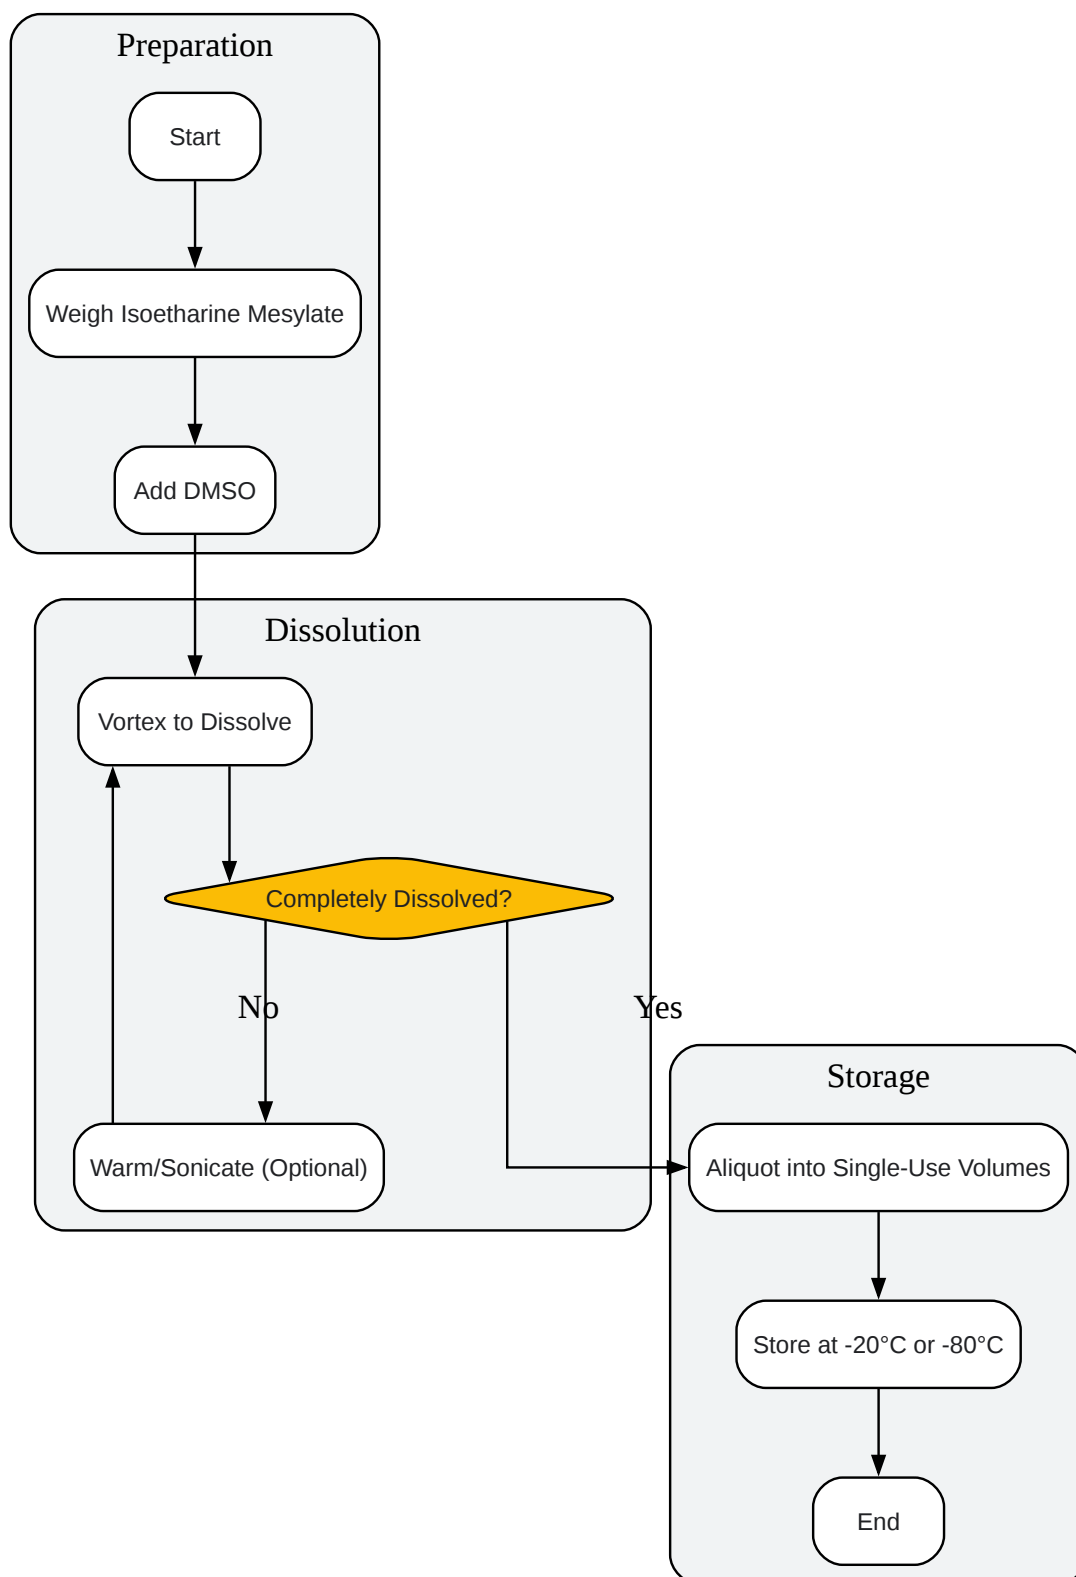 Preparation
Start
Weigh Isoetharine Mesylate
Add DMSO
Dissolution
Vortex to Dissolve
Completely Dissolved?
No
Yes
Warm/Sonicate (Optional)
Storage
Aliquot into Single-Use Volumes
Store at -20°C or -80°C
End